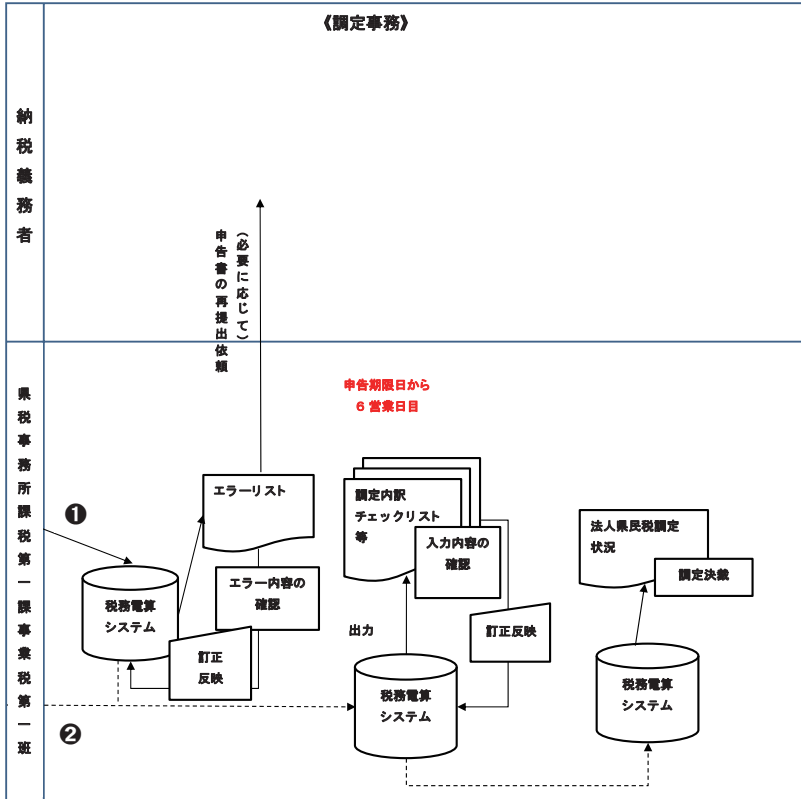 《調定事務》
納税義務者
(必要に応じて)
申告書の再提出依頼
県税事務所課税第一課事業税第一班
申告期限日から
6 営業日目
❶
エラーリスト
エラー内容の
確認
税務電算
システム
訂正
反映
❷
調定内訳
チェックリスト
等
入力内容の
確認
出力
訂正反映
税務電算
システム
法人県民税調定
状況
調定決裁
税務電算
システム